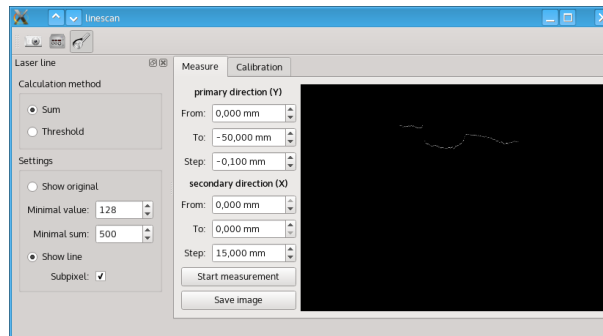 linescan
Laser line
Calculation method
Sum
Threshold
Settings
Show original
Minimal value: 128
Minimal sum: 500
Show line
Subpixel:
Measure Calibration
primary direction (Y)
From: 0,000 mm
To: -50,000 mm
Step: -0,100 mm
secondary direction (X)
From: 0,000 mm
To: 0,000 mm
Step: 15,000 mm
Start measurement
Save image